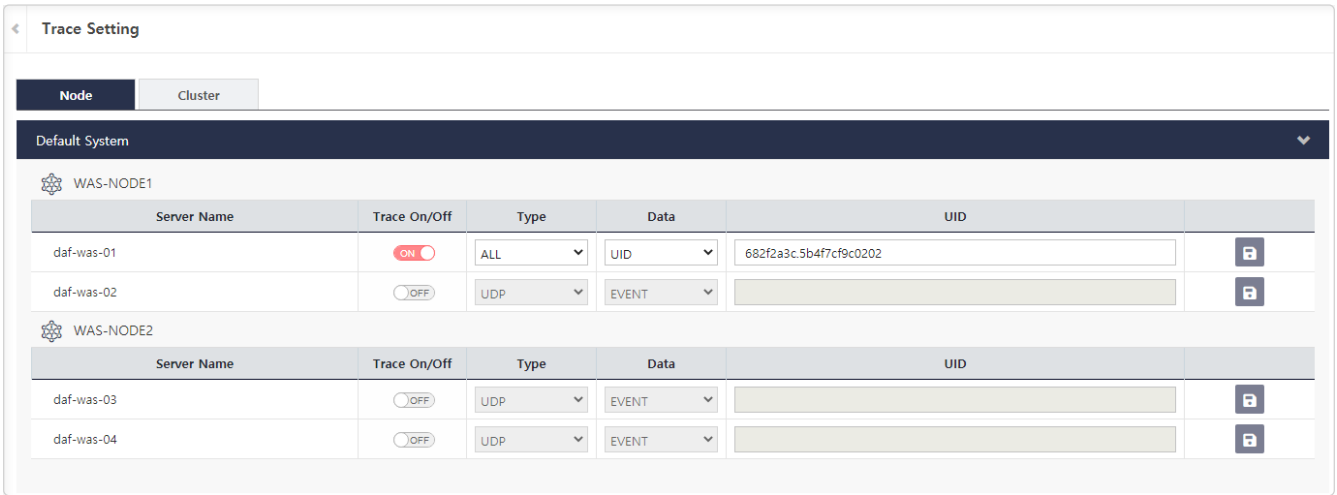 Trace Setting
Node Cluster
Default System
WAS-NODE1
Server Name Trace On/Off Type Data UID
daf-was-01 ON ALL UID 682f2a3c.5b4f7cf9c0202
daf-was-02 OFF UDP EVENT
WAS-NODE2
Server Name Trace On/Off Type Data UID
daf-was-03 OFF UDP EVENT
daf-was-04 OFF UDP EVENT